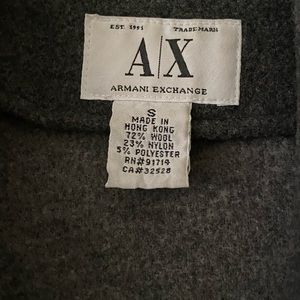 EST. 1991 TRADE-MARK
A|X
ARMANI EXCHANGE
S
MADE IN
HONG KONG
72% WOOL
23% NYLON
5% POLYESTER
RN#91714
CA#32528